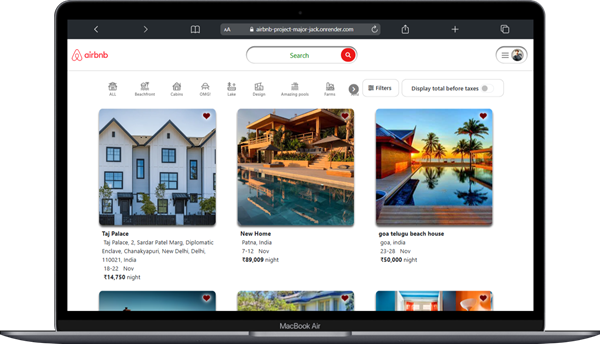 airbnb-project-major-jack.onrender.com
airbnb
Search
ALL
Beachfront
Cabins
OMG!
Lake
Design
Amazing pools
Farms
Filters
Display total before taxes
Taj Palace
Taj Palace, 2, Sardar Patel Marg, Diplomatic
Enclave, Chanakyapuri, New Delhi, Delhi,
110021, India
18-22 Nov
₹14,750 night
New Home
Patna, India
7-12 Nov
₹89,009 night
goa telugu beach house
goa, india
23-28 Nov
₹50,000 night
MacBook Air